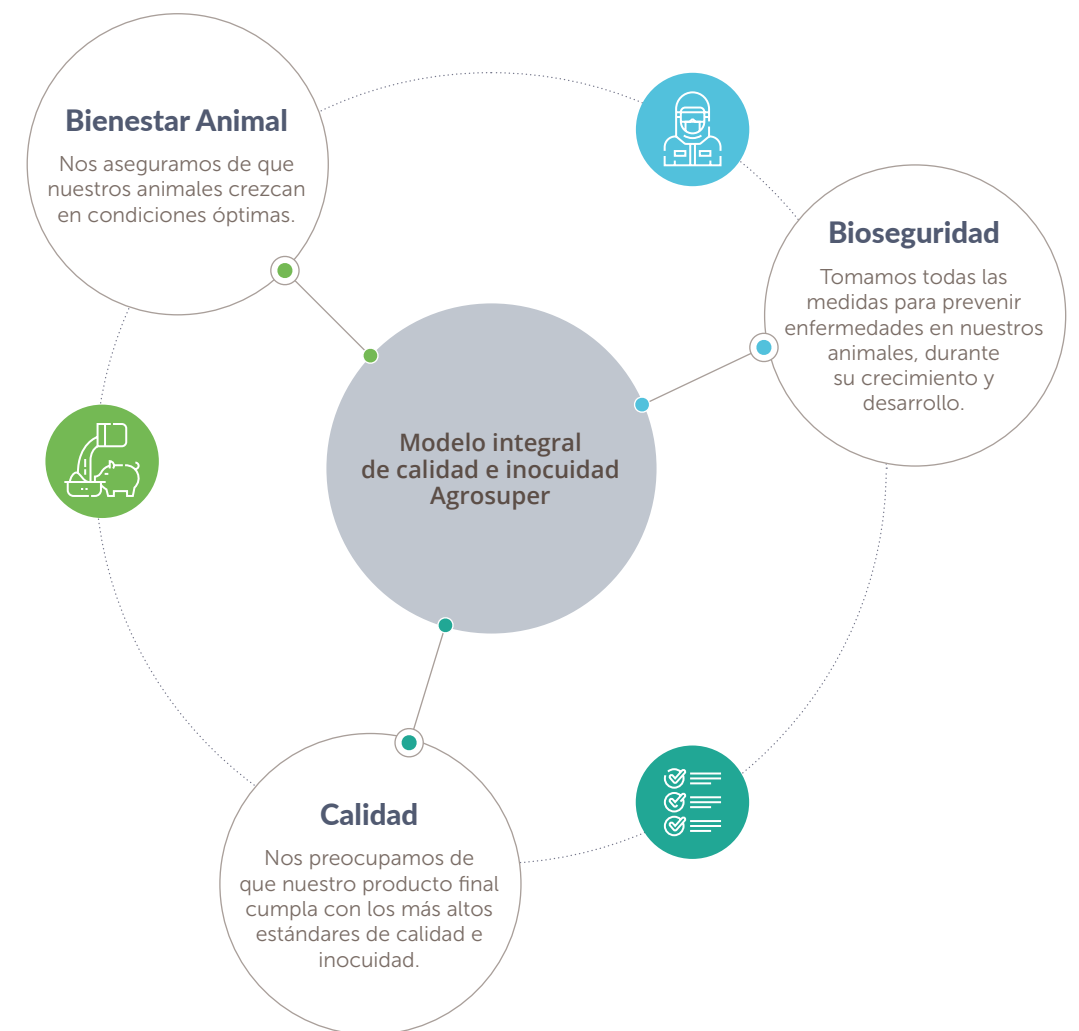 Bienestar Animal
Nos aseguramos de que
nuestros animales crezcan
en condiciones óptimas.
Bioseguridad
Tomamos todas las
medidas para prevenir
enfermedades en nuestros
animales, durante
su crecimiento y
desarrollo.
Modelo integral
de calidad e inocuidad
Agrosuper
Calidad
Nos preocupamos de
que nuestro producto final
cumpla con los más altos
estándares de calidad e
inocuidad.